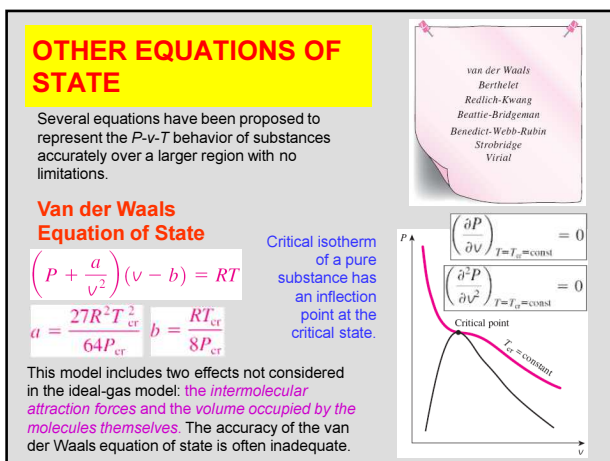 OTHER EQUATIONS OF
STATE
Several equations have been proposed to
represent the P-v-T behavior of substances
accurately over a larger region with no
limitations.
van der Waals
Berthelet
Redlich-Kwang
Beattie-Bridgeman
Benedict-Webb-Rubin
Strobridge
Virial
Van der Waals
Equation of State
(P + a/v²)(v − b) = RT
a = 27R²T²cr/64Pcr b = RTcr/8Pcr
Critical isotherm
of a pure
substance has
an inflection
point at the
critical state.
(∂P/∂v)T=Tcr=const = 0
(∂²P/∂v²)T=Tcr=const = 0
P
Critical point
Tcr = constant
v
This model includes two effects not considered
in the ideal-gas model: the intermolecular
attraction forces and the volume occupied by the
molecules themselves. The accuracy of the van
der Waals equation of state is often inadequate.